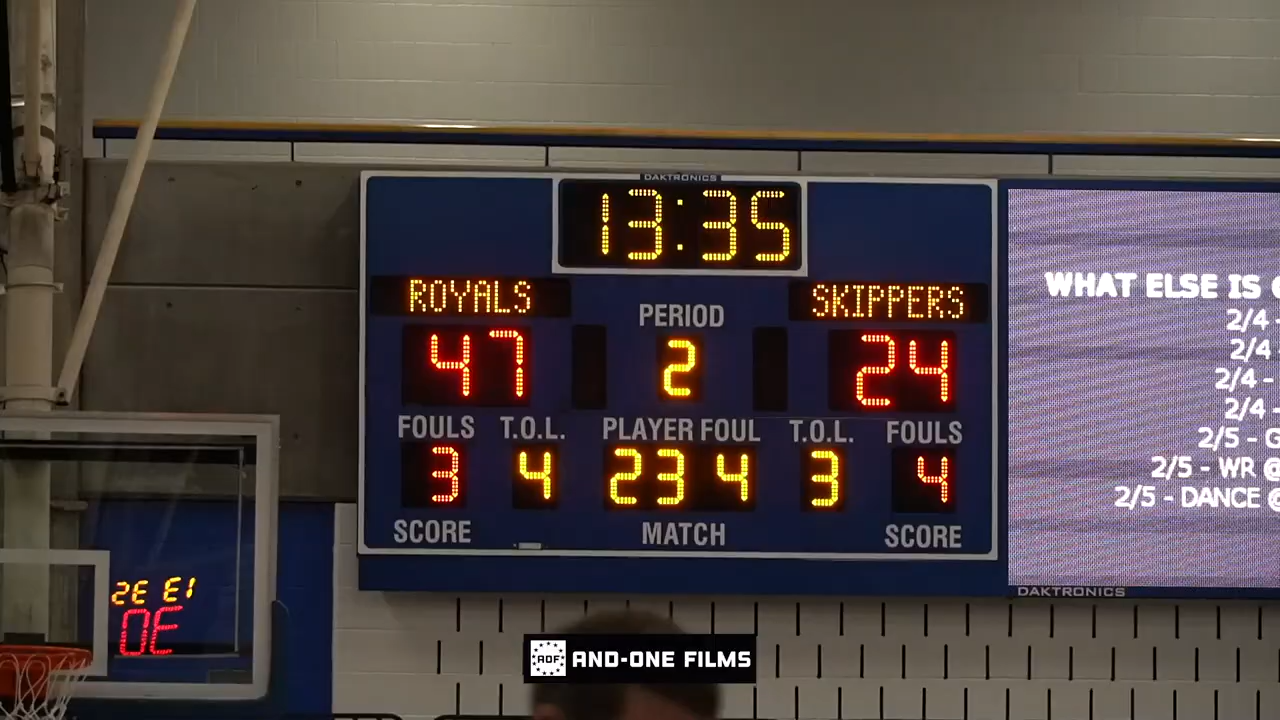 DAKTRONICS
13:35
ROYALS
SKIPPERS
PERIOD
47
2
24
FOULS
T.O.L.
PLAYER FOUL
T.O.L.
FOULS
3
4
23 4
3
4
SCORE
MATCH
SCORE
WHAT ELSE IS
2/4
2/4
2/4 -
2/4
2/5 - G
2/5 - WR @
2/5 - DANCE @
DAKTRONICS
AOF AND-ONE FILMS